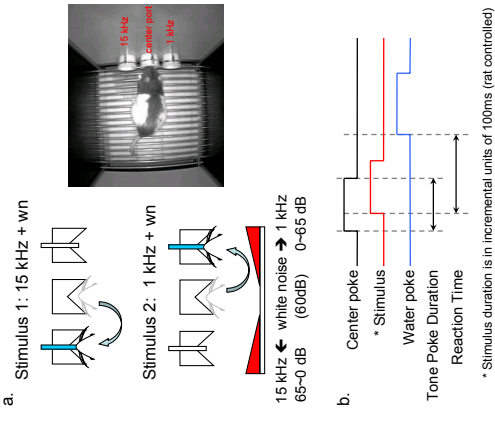 a.
Stimulus 1: 15 kHz + wn
15 kHz
center port
1 kHz
Stimulus 2:  1 kHz + wn
15 kHz ← white noise → 1 kHz
65~0 dB (60dB) 0~65 dB
b.
Center poke
* Stimulus
Water poke
Tone Poke Duration
Reaction Time
* Stimulus duration is in incremental units of 100ms (rat controlled)